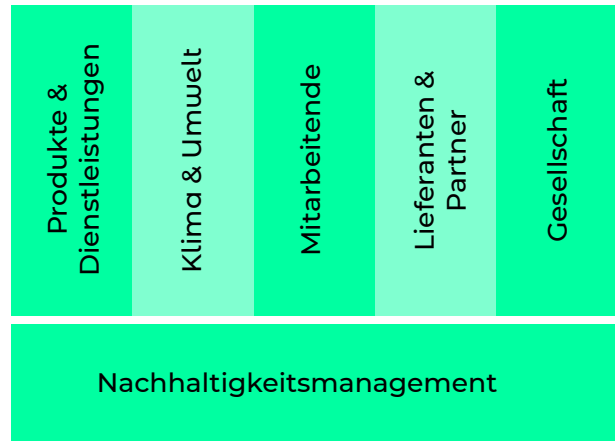 Produkte &
Dienstleistungen
Klima & Umwelt
Mitarbeitende
Lieferanten &
Partner
Gesellschaft
Nachhaltigkeitsmanagement